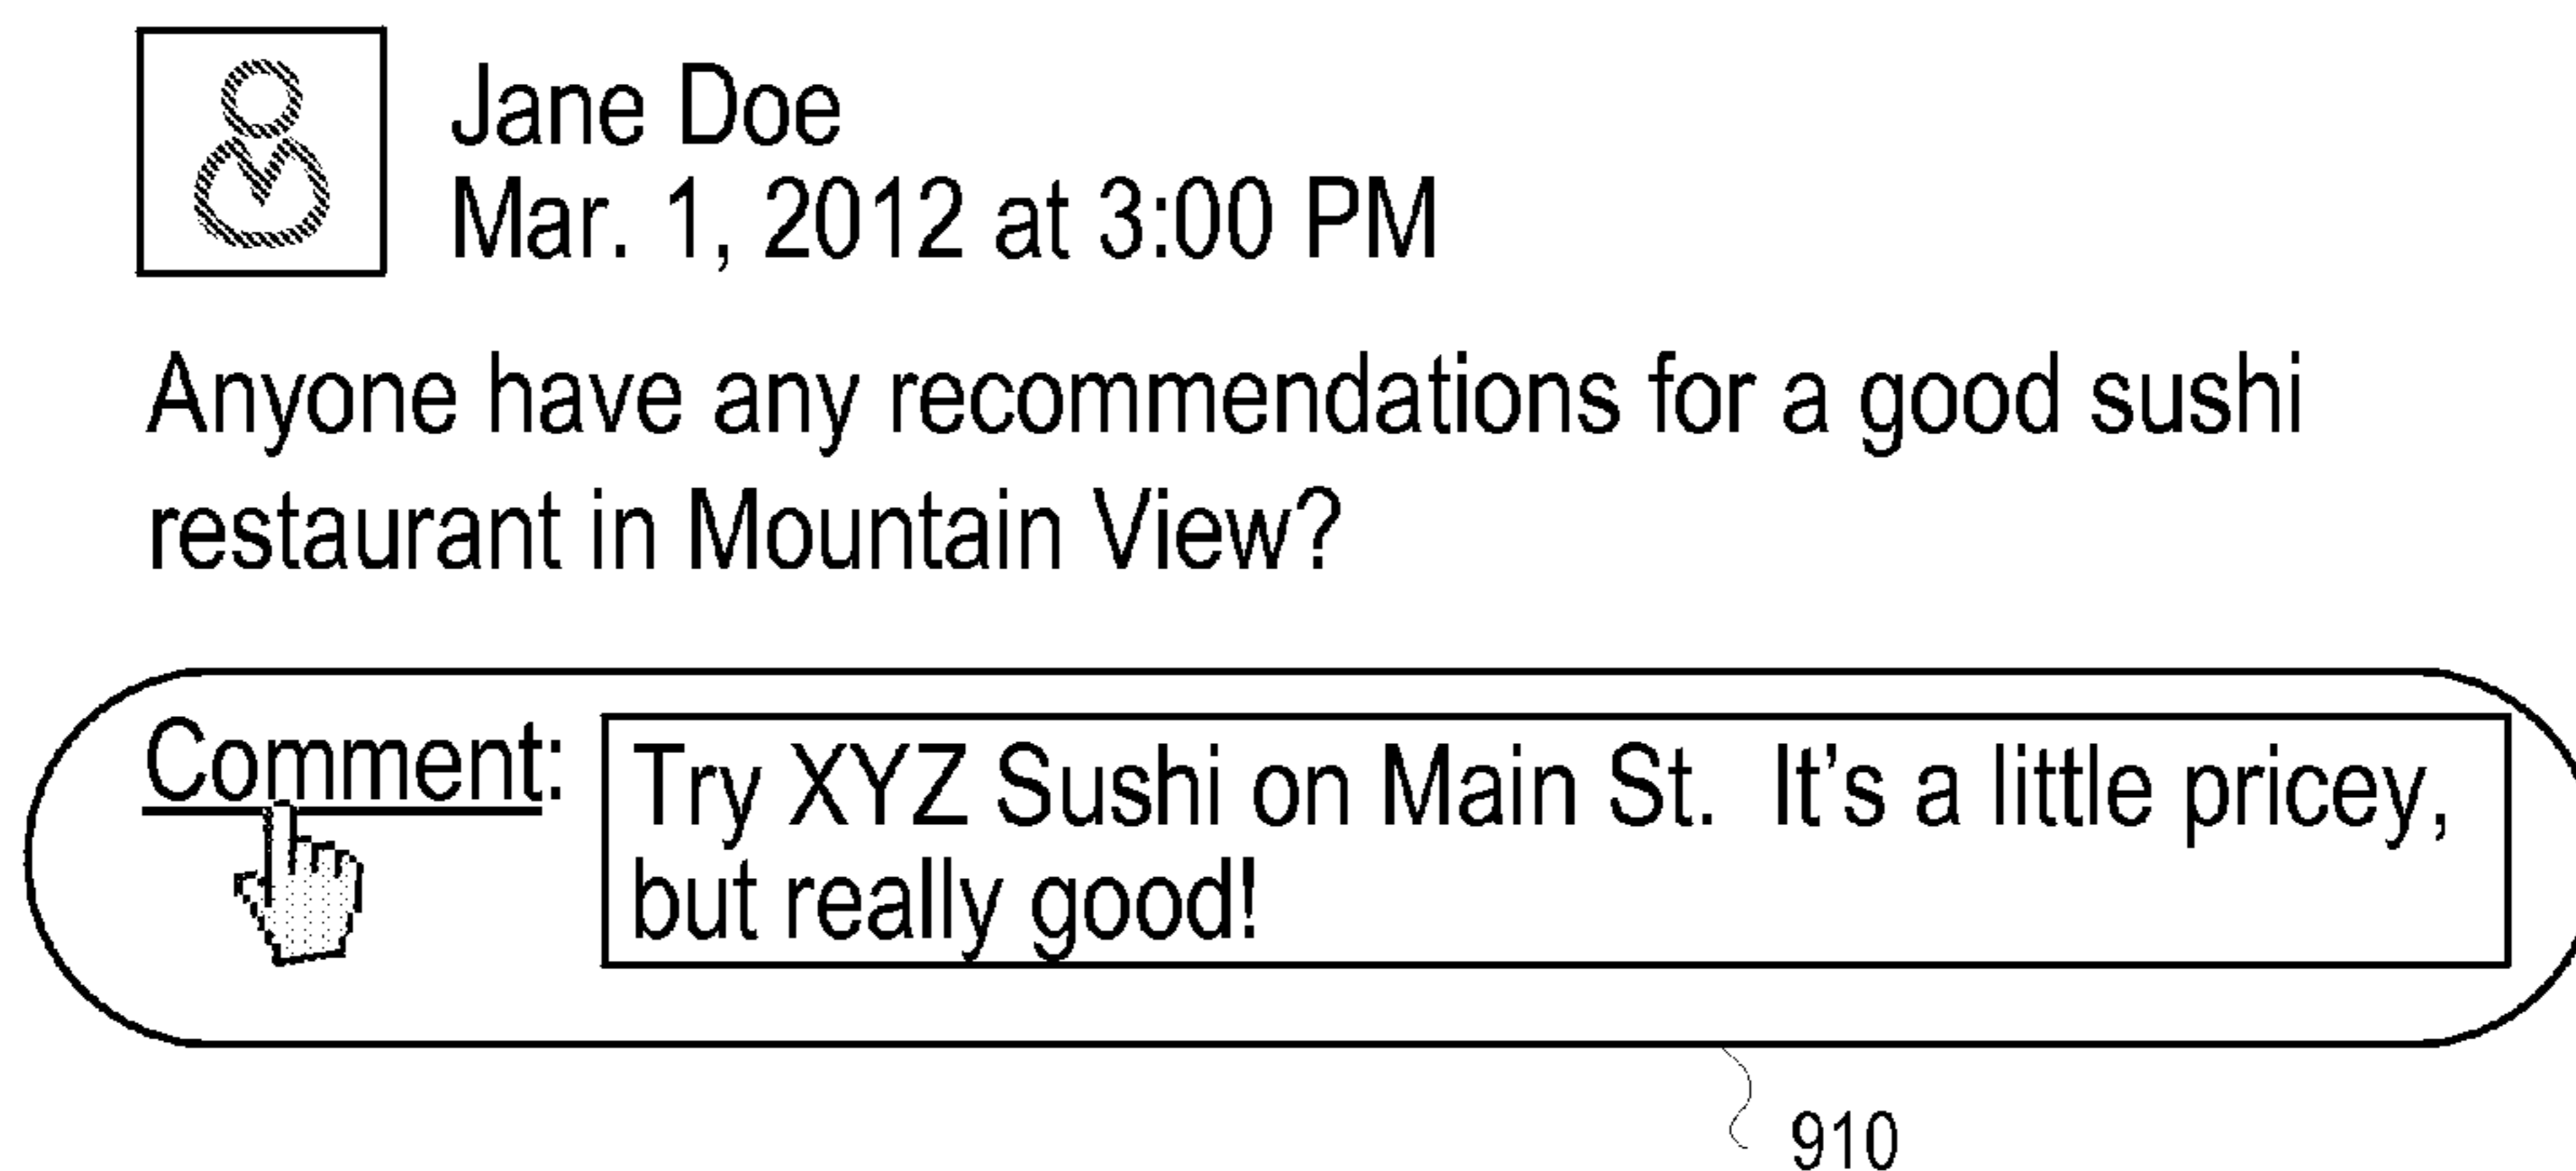 Jane Doe
Mar. 1, 2012 at 3:00 PM
Anyone have any recommendations for a good sushi
restaurant in Mountain View?
Comment: Try XYZ Sushi on Main St.  It’s a little pricey,
but really good!
910